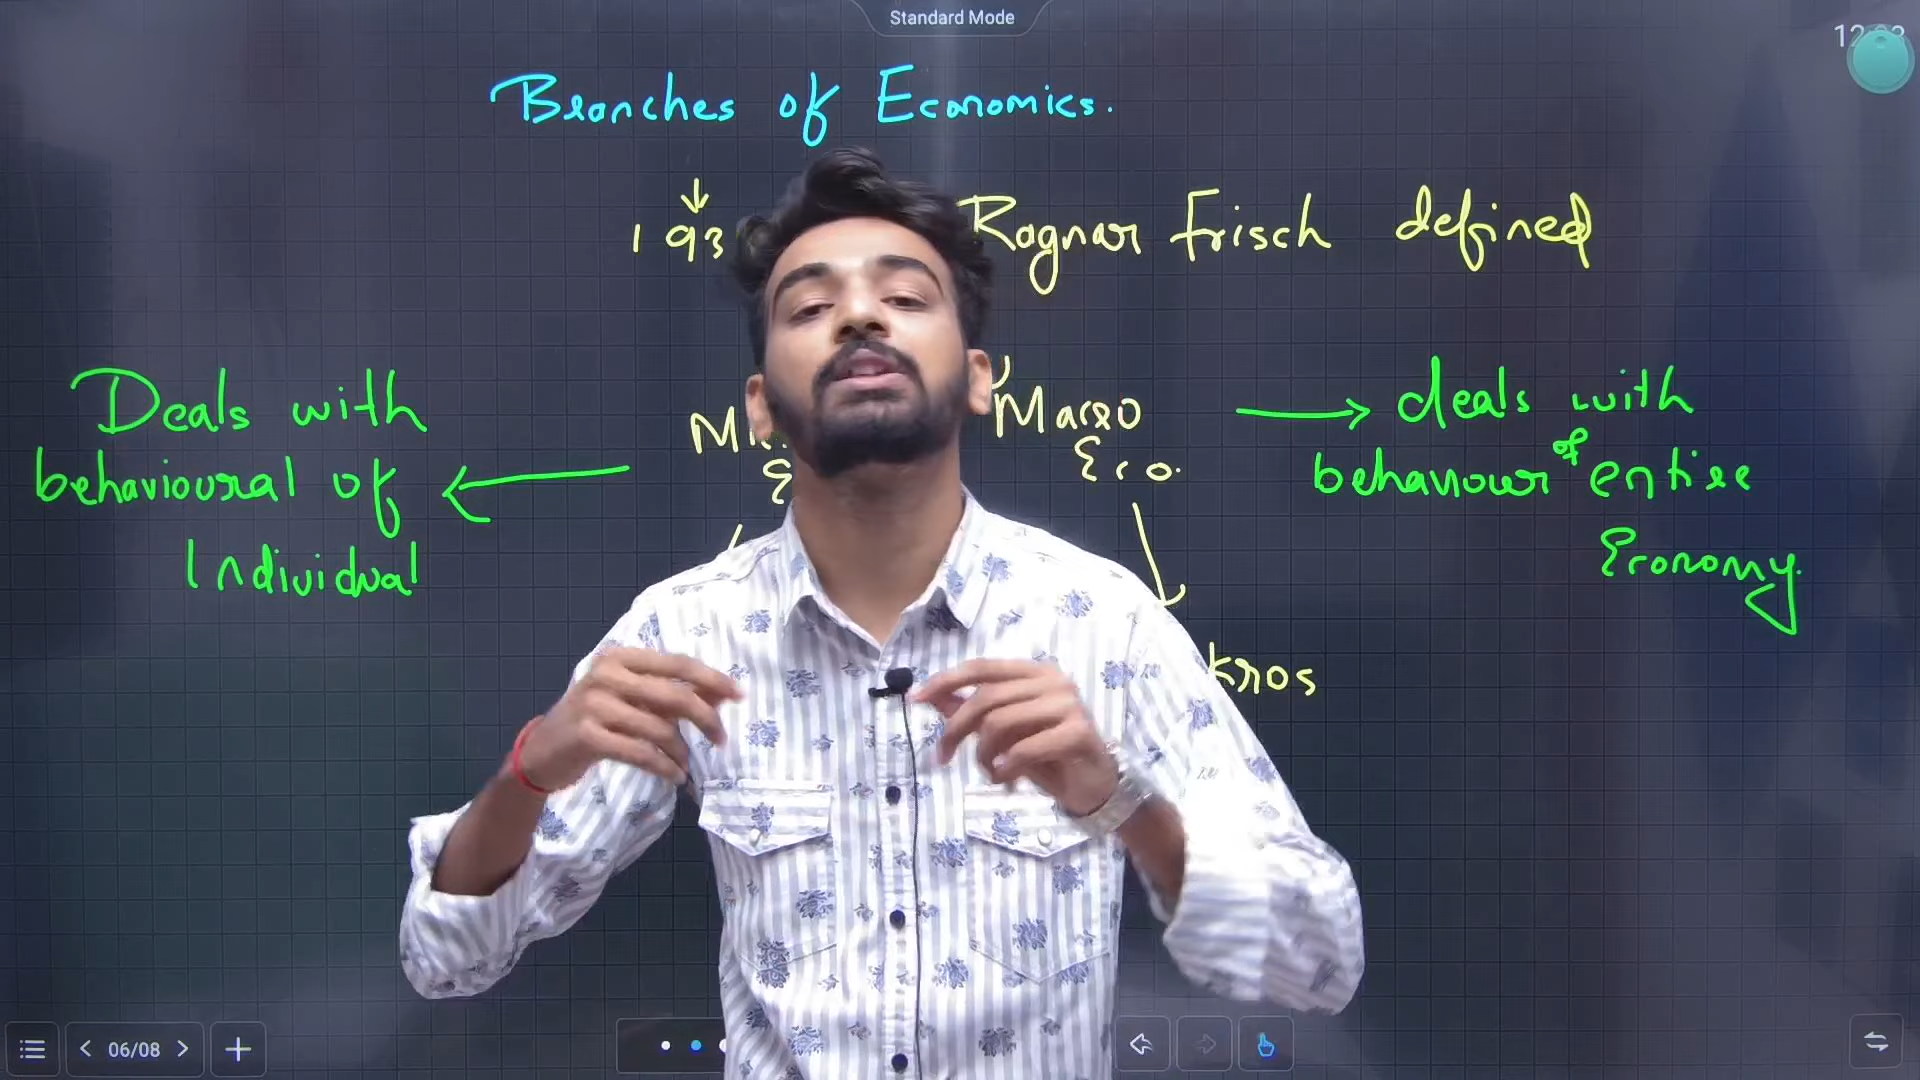 Standard Mode
Branches of Economics.
193
Ragnar Frisch defined
Deals with
behavioural of
Individual
Macro
Eco.
deals with
behaviour of entire
Economy.
kros
06/08